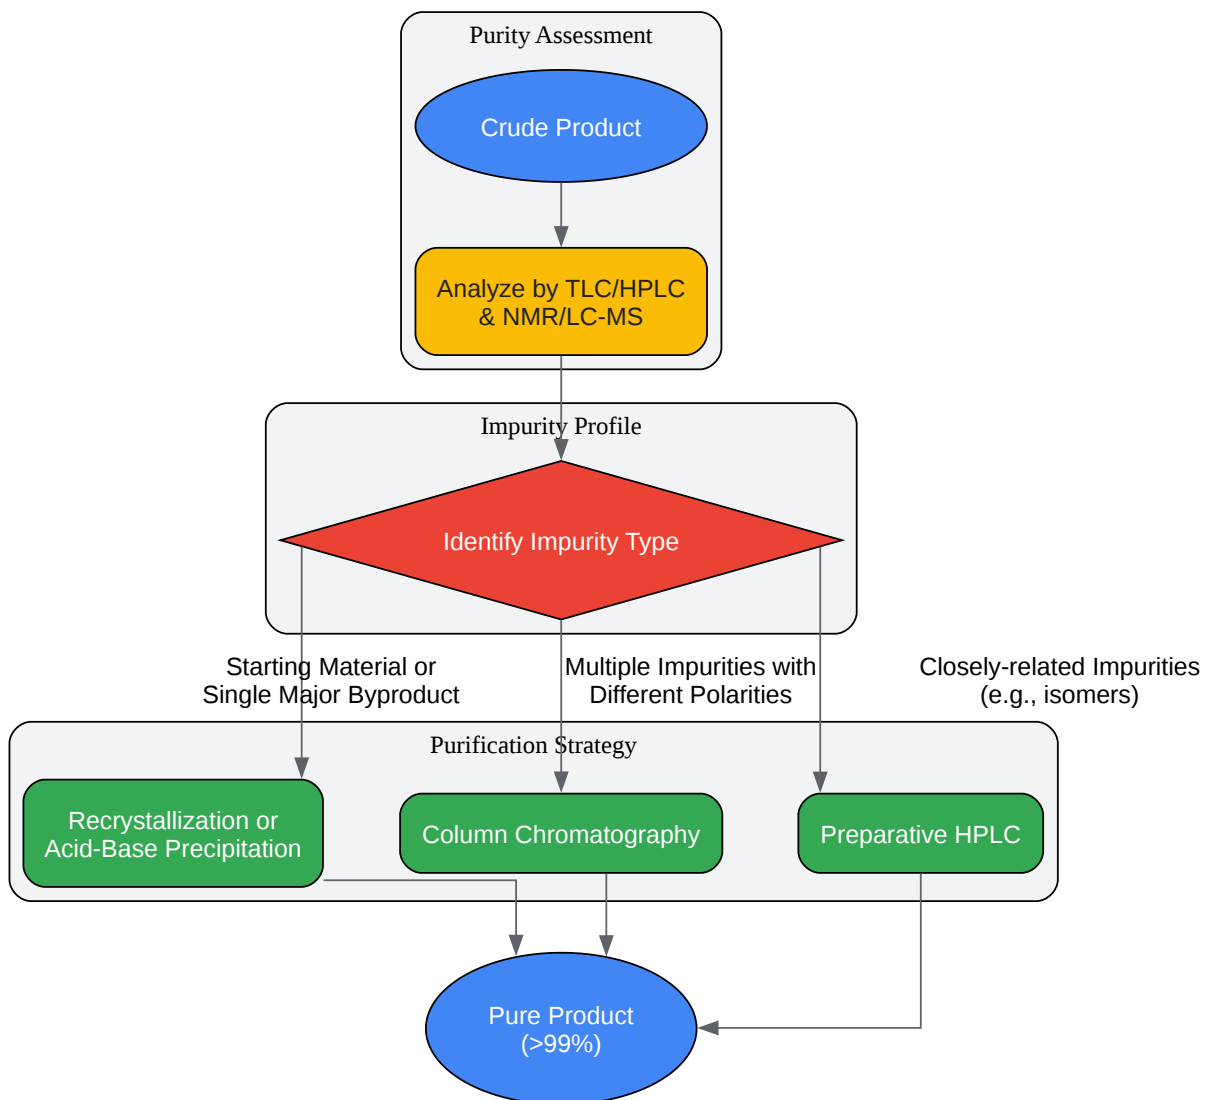 Purity Assessment
Crude Product
Analyze by TLC/HPLC
& NMR/LC-MS
Impurity Profile
Identify Impurity Type
Starting Material or
Single Major Byproduct
Multiple Impurities with
Different Polarities
Closely-related Impurities
(e.g., isomers)
Purification Strategy
Recrystallization or
Acid-Base Precipitation
Column Chromatography
Preparative HPLC
Pure Product
(>99%)